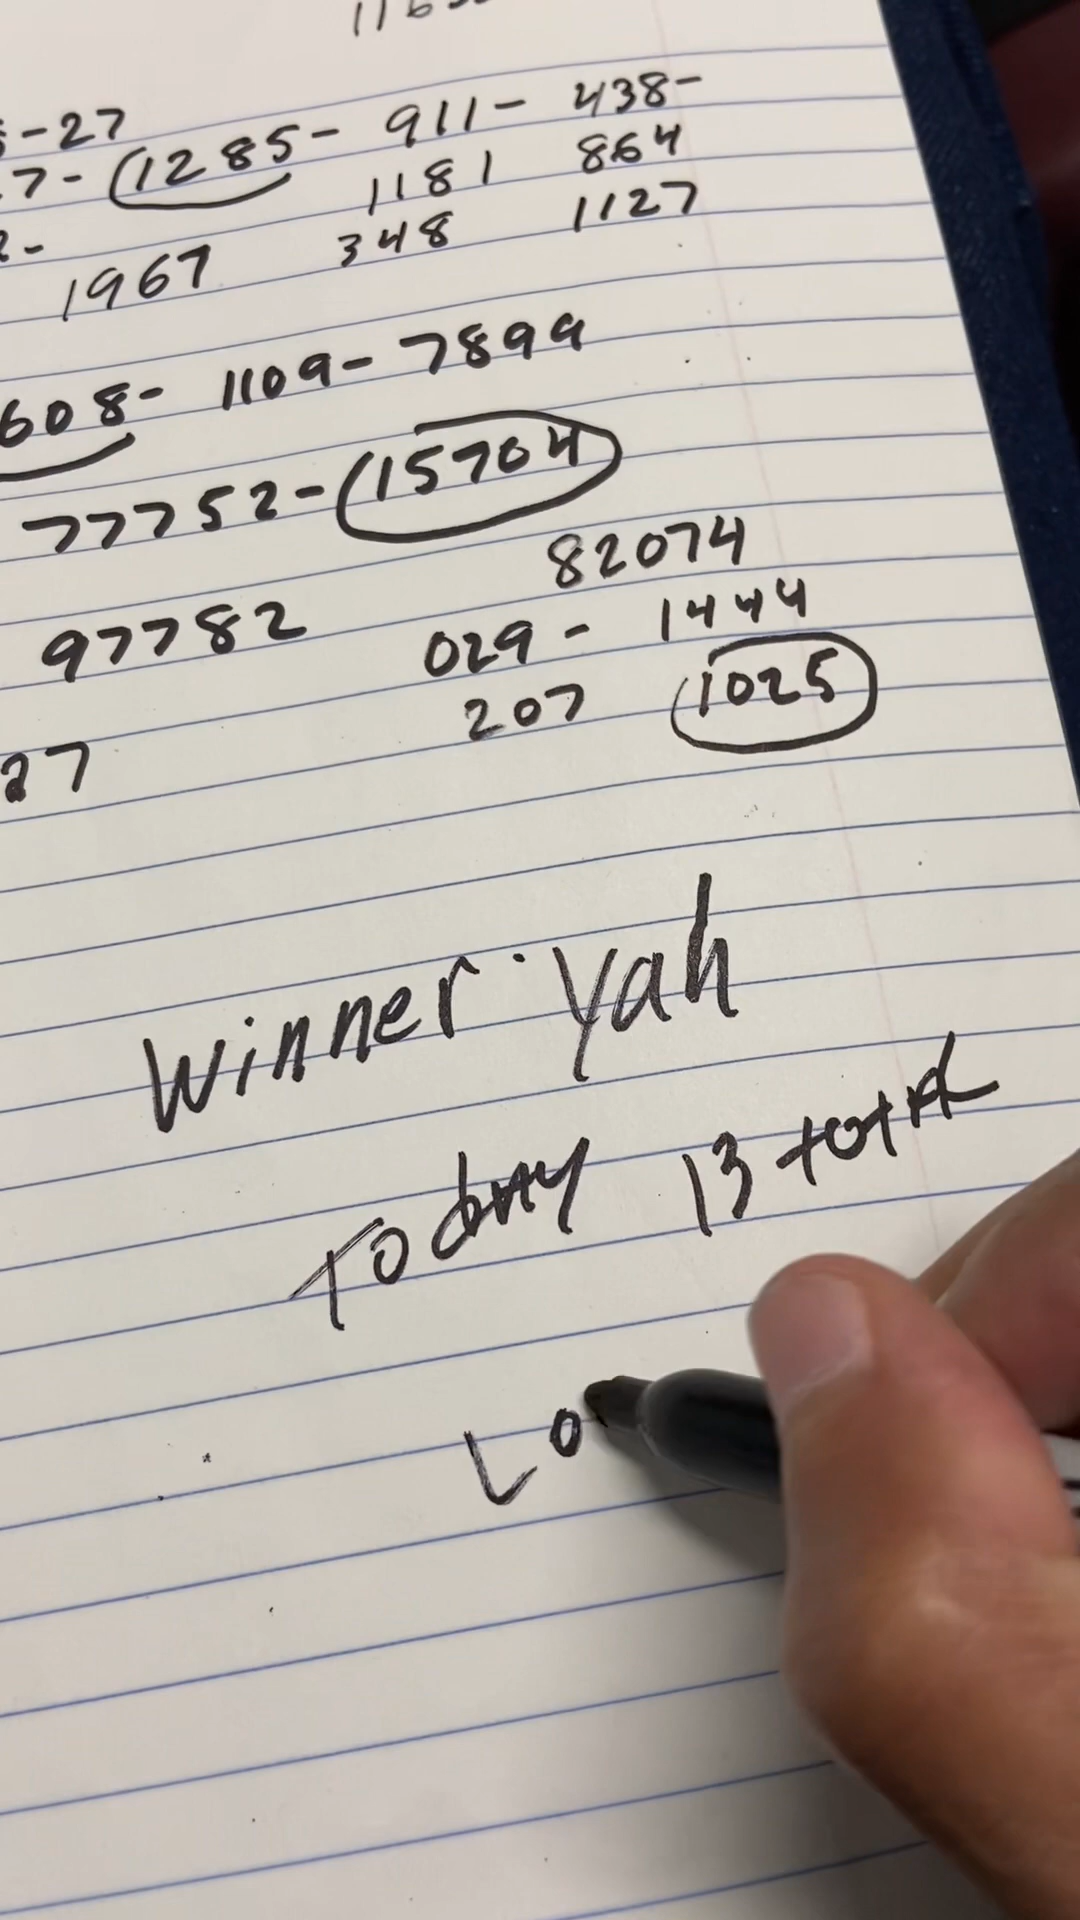 -27
7- 1285- 911- 438-
1181 864
1967 348 1127
608- 1109- 7899
77752- 15704
82074
97782 029- 1444
207 1025
27
Winner yah
Today 13 total
Lo